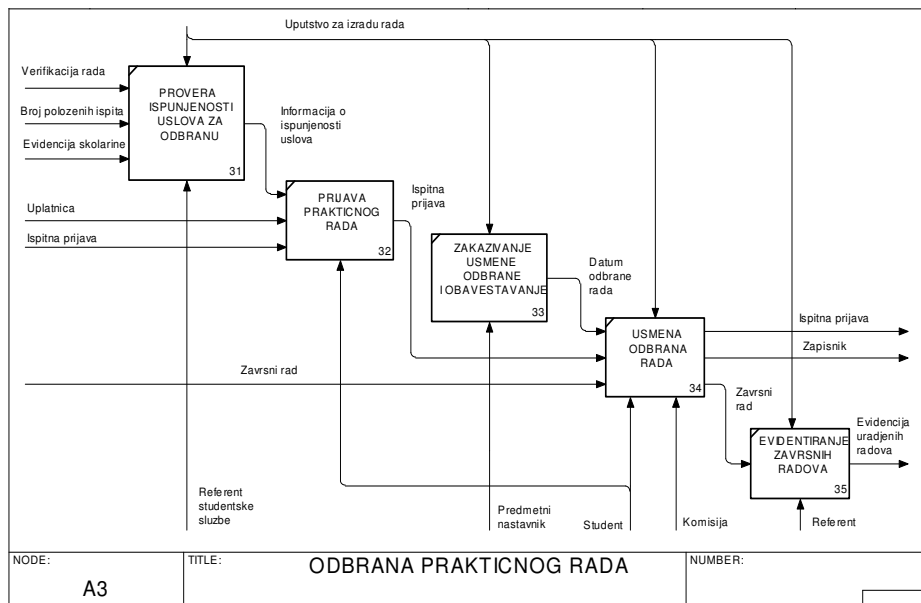 Uputstvo za izradu rada
Verifikacija rada
Broj polozenih ispita
Evidencija skolarine
PROVERA
ISPUNJENOSTI
USLOVA ZA
ODBRANU
31
Informacija o
ispunjenosti
uslova
Uplatnica
Ispitna prijava
PRIJAVA
PRAKTICNOG
RADA
32
Ispitna
prijava
ZAKAZIVANJE
USMENE
ODBRANE
I OBAVESTAVANJE
33
Datum
odbrane
rada
USMENA
ODBRANA
RADA
34
Ispitna prijava
Zapisnik
Zavrsni rad
Zavrsni
rad
EVIDENTIRANJE
ZAVRSNIH
RADOVA
35
Evidencija
uradjenih
radova
Referent
studentske
sluzbe
Predmetni
nastavnik
Student
Komisija
Referent
NODE:
A3
TITLE:
ODBRANA PRAKTICNOG RADA
NUMBER: